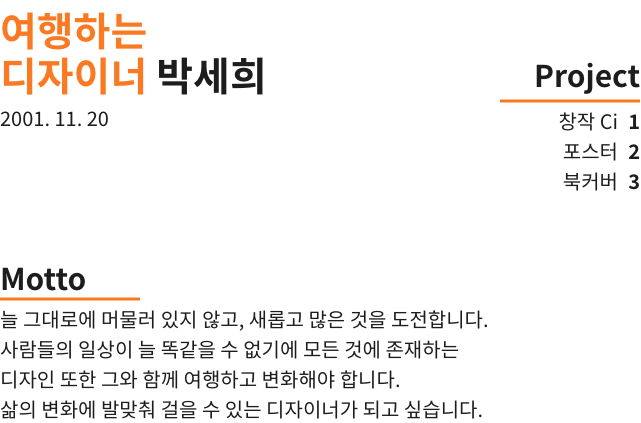 여행하는
디자이너 박세희
2001. 11. 20
Project
창작 Ci 1
포스터 2
북커버 3
Motto
늘 그대로에 머물러 있지 않고, 새롭고 많은 것을 도전합니다.
사람들의 일상이 늘 똑같을 수 없기에 모든 것에 존재하는
디자인 또한 그와 함께 여행하고 변화해야 합니다.
삶의 변화에 발맞춰 걸을 수 있는 디자이너가 되고 싶습니다.